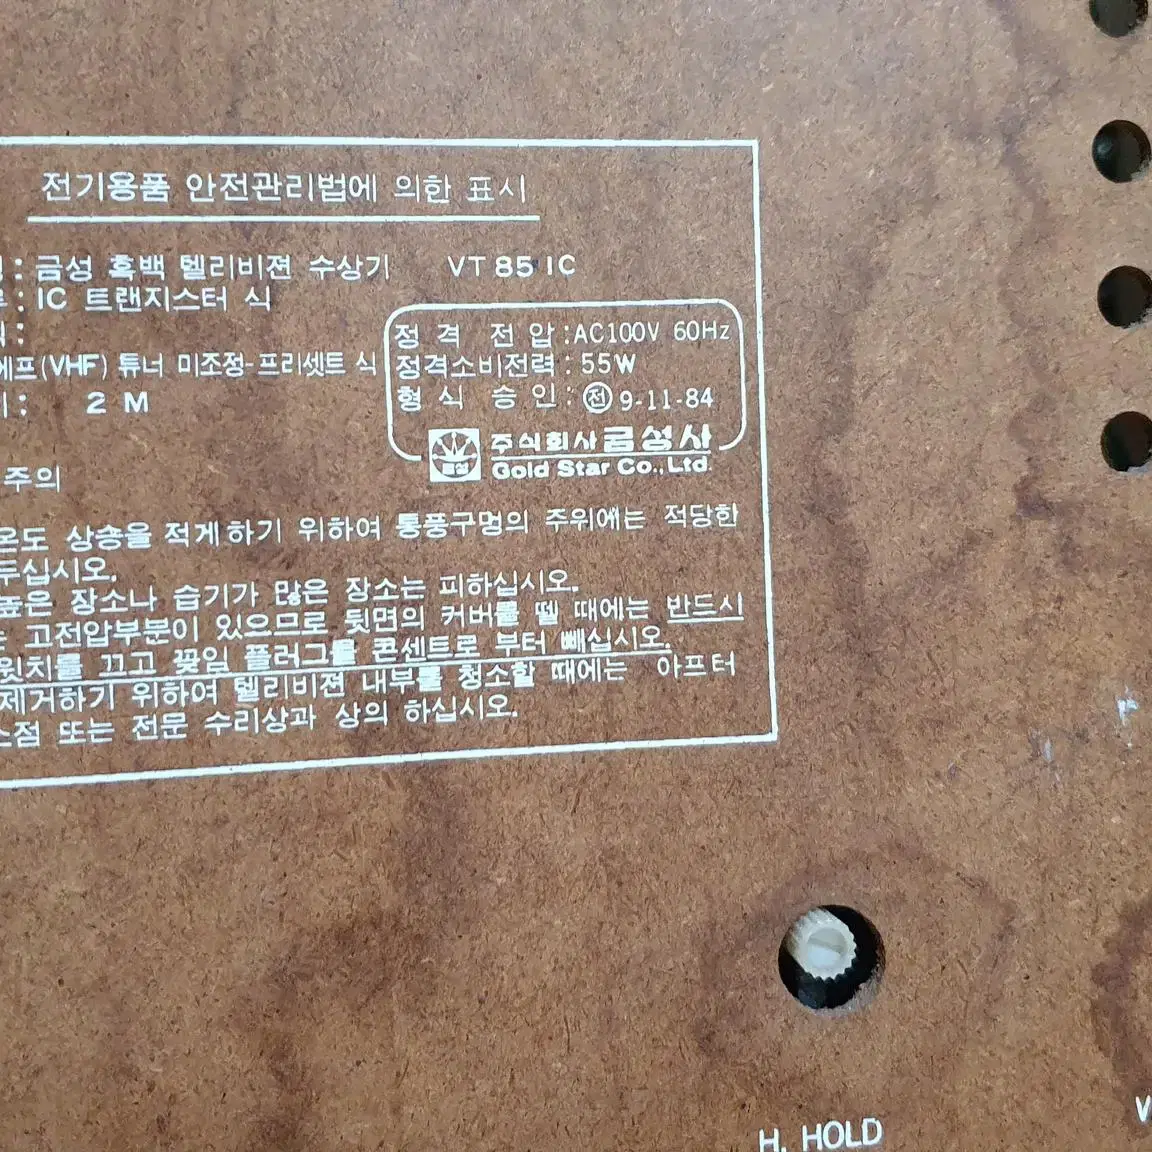 전기용품 안전관리법에 의한 표시
: 금성 흑백 텔리비젼 수상기 VT 85 IC
: IC 트랜지스터 식
:
에프(VHF) 튜너 미조정-프리셋트 식
: 2 M
정격 전압 : AC100V 60Hz
정격소비전력 : 55W
형식 승인 : 전 9-11-84
금성 주식회사 금성사
Gold Star Co., Ltd.
주의
온도 상승을 적게하기 위하여 통풍구멍의 주위에는 적당한
두십시오.
높은 장소나 습기가 많은 장소는 피하십시오.
는 고전압부분이 있으므로 뒷면의 커버를 뗄 때에는 반드시
윗치를 끄고 꽂임 플러그를 콘센트로 부터 빼십시오.
제거하기 위하여 텔리비젼 내부를 청소할 때에는 아프터
스점 또는 전문 수리상과 상의 하십시오.
H. HOLD
V